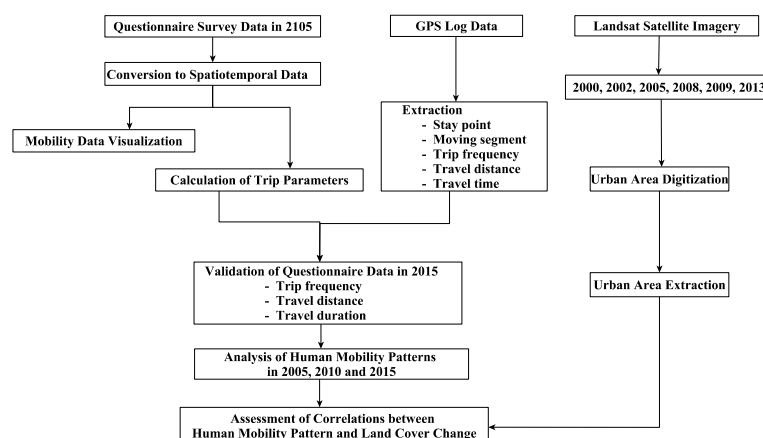 Questionnaire Survey Data in 2105
GPS Log Data
Landsat Satellite Imagery
Conversion to Spatiotemporal Data
2000, 2002, 2005, 2008, 2009, 2013
Mobility Data Visualization
Extraction
- Stay point
- Moving segment
- Trip frequency
- Travel distance
- Travel time
Calculation of Trip Parameters
Urban Area Digitization
Validation of Questionnaire Data in 2015
- Trip frequency
- Travel distance
- Travel duration
Urban Area Extraction
Analysis of Human Mobility Patterns
in 2005, 2010 and 2015
Assessment of Correlations between
Human Mobility Pattern and Land Cover Change